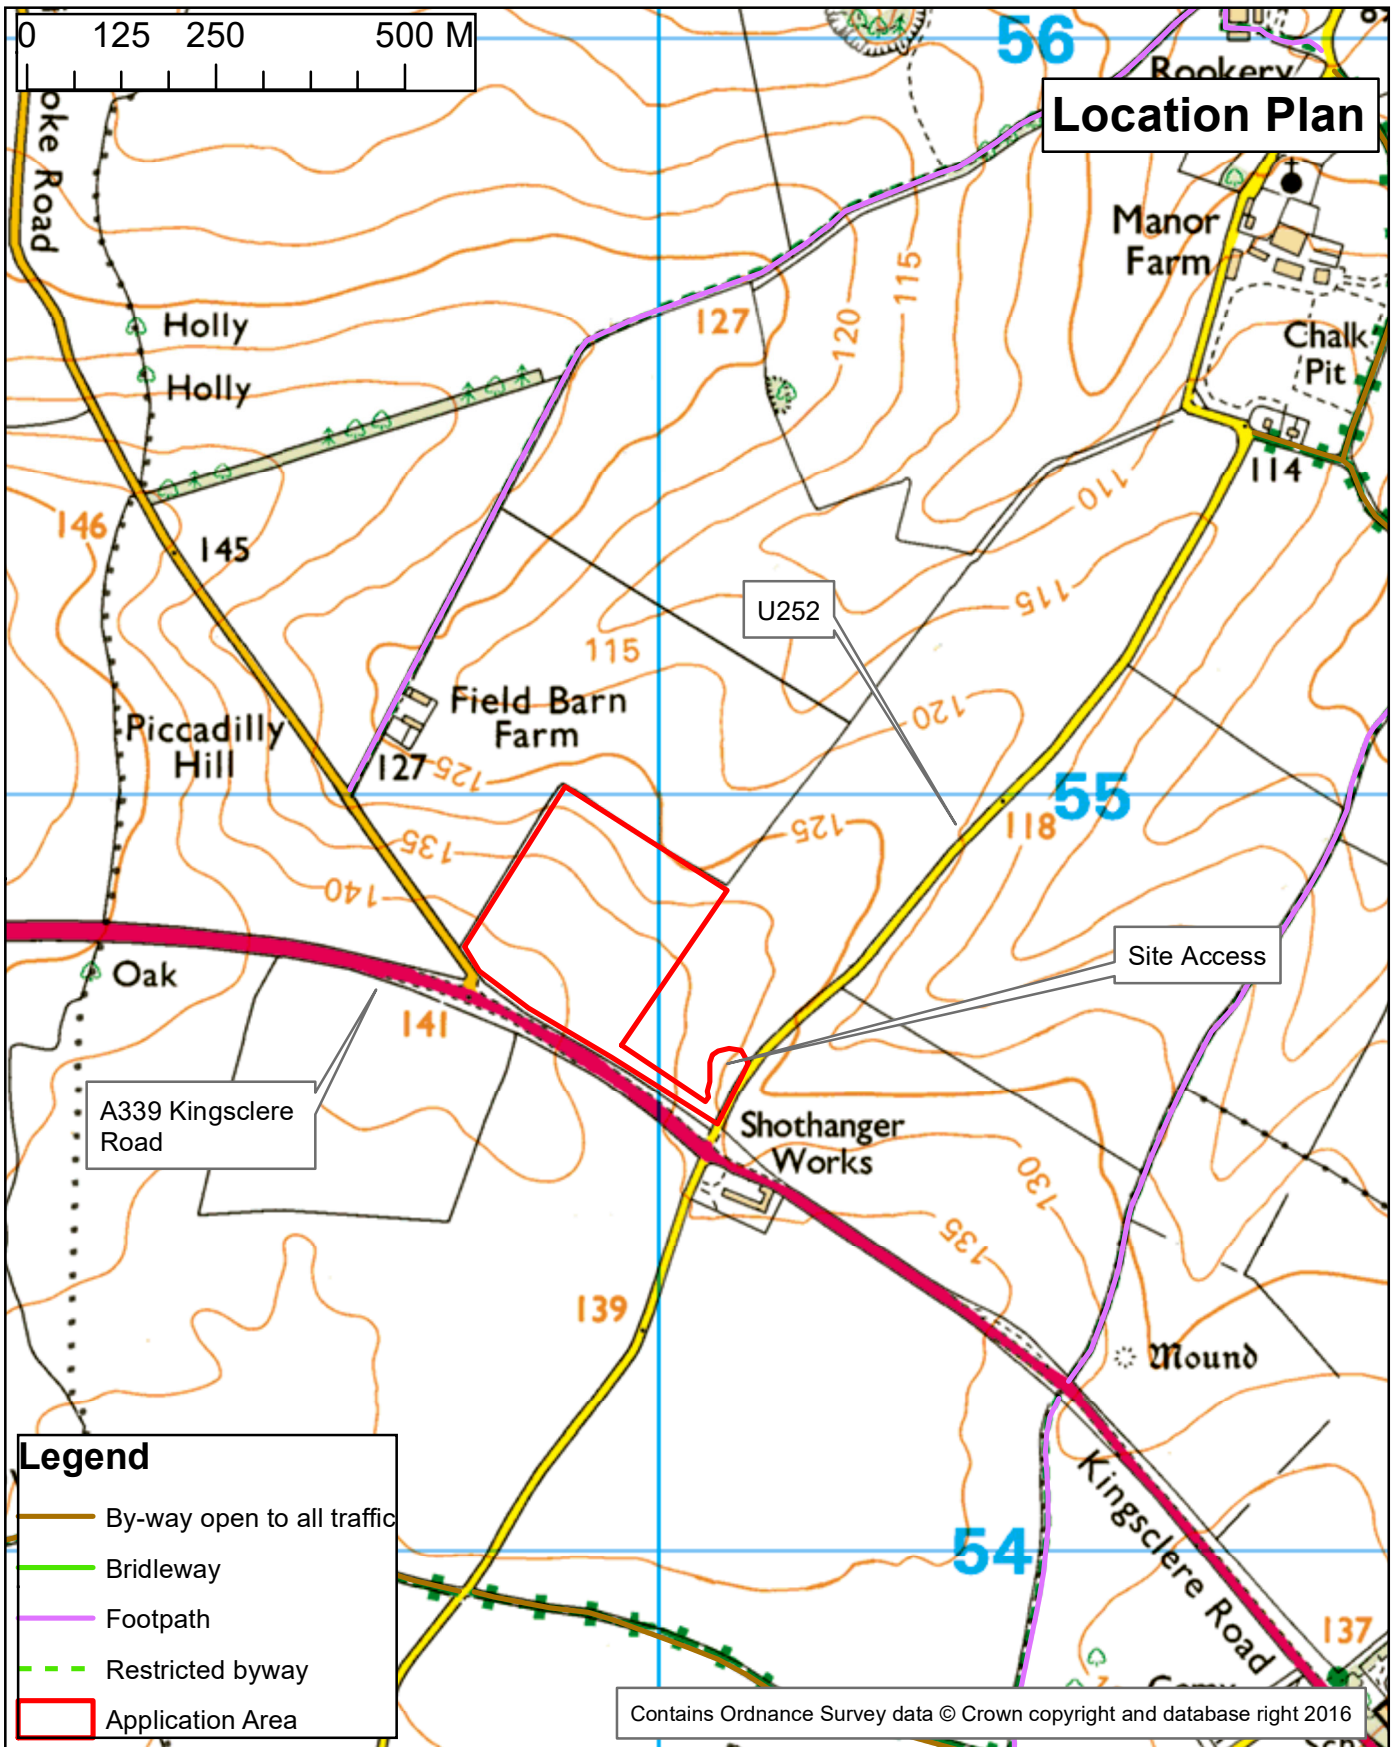 0 125 250 500 M
56
Rookery
Location Plan
oke Road
Manor
Farm
115
Holly
127
120
Chalk
Pit
Holly
114
110
146
145
115
U252
115
120
Field Barn
Farm
Piccadilly
Hill
127
125
55
118
125
135
140
Site Access
Oak
141
A339 Kingsclere
Road
Shothanger
Works
130
135
139
Mound
Kingsclere Road
54
137
Legend
By-way open to all traffic
Bridleway
Footpath
Restricted byway
Application Area
Contains Ordnance Survey data © Crown copyright and database right 2016